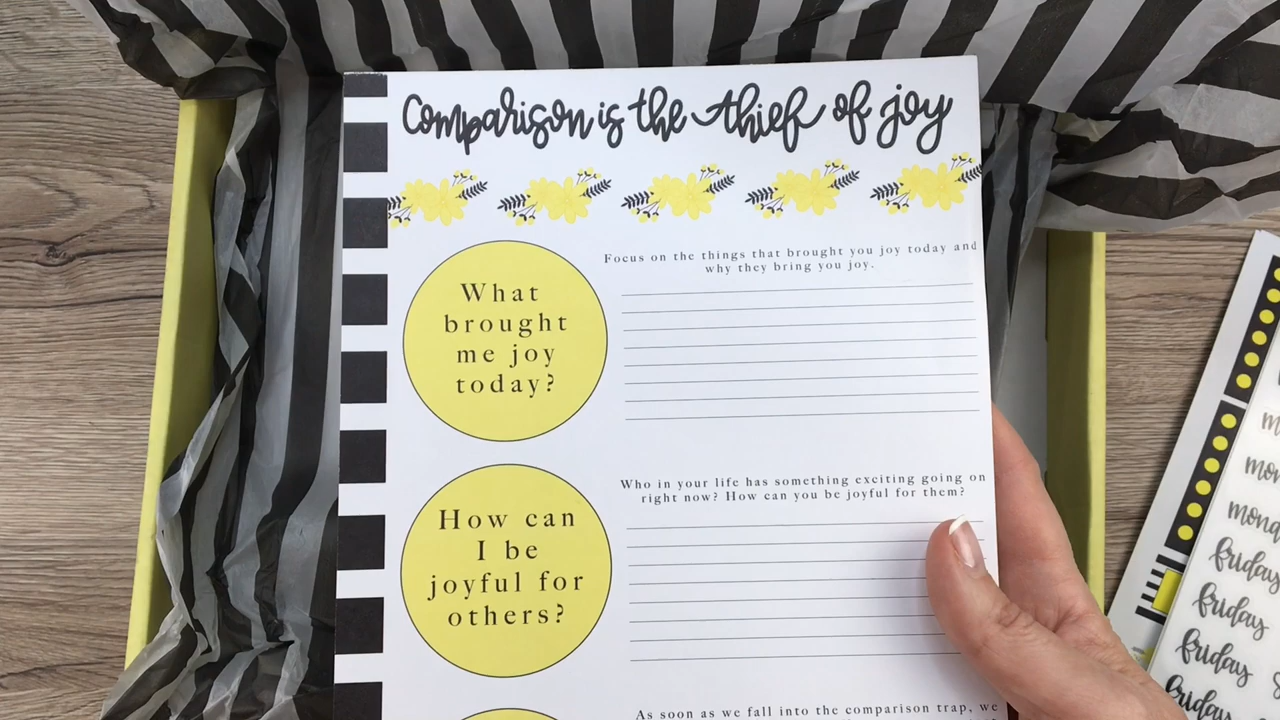 Comparison is the thief of joy
Focus on the things that brought you joy today and
why they bring you joy.
What
brought
me joy
today?
Who in your life has something exciting going on
right now? How can you be joyful for them?
How can
I be
joyful for
others?
As soon as we fall into the comparison trap, we
friday
friday
friday
friday